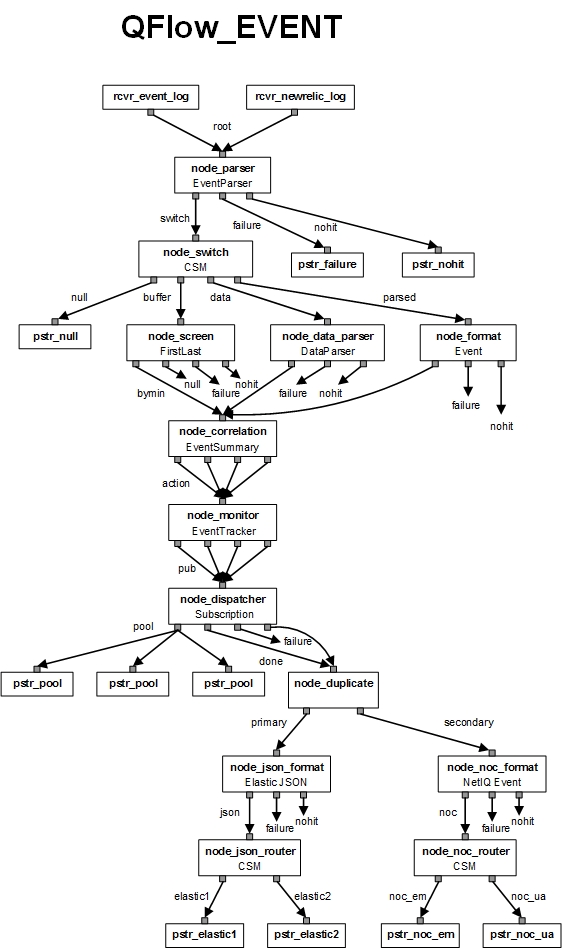 QFlow_EVENT
rcvr_event_log
rcvr_newrelic_log
root
node_parser
EventParser
switch
failure
nohit
node_switch
CSM
pstr_failure
pstr_nohit
null
buffer
data
parsed
pstr_null
node_screen
FirstLast
node_data_parser
DataParser
node_format
Event
bymin
null
failure
nohit
failure
nohit
failure
nohit
node_correlation
EventSummary
action
node_monitor
EventTracker
pub
node_dispatcher
Subscription
pool
done
failure
pstr_pool
pstr_pool
pstr_pool
node_duplicate
primary
secondary
node_json_format
ElasticJSON
node_noc_format
NetIQ Event
json
failure
nohit
noc
failure
nohit
node_json_router
CSM
node_noc_router
CSM
elastic1
elastic2
noc_em
noc_ua
pstr_elastic1
pstr_elastic2
pstr_noc_em
pstr_noc_ua